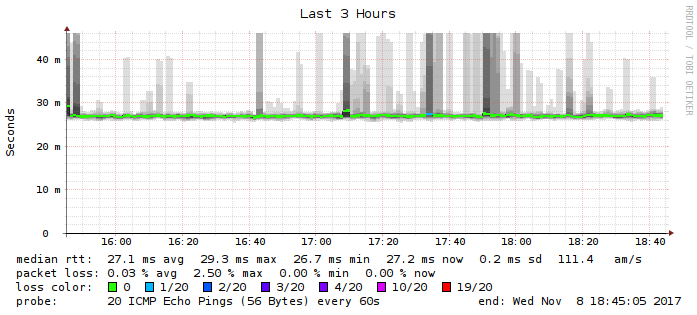 Last 3 Hours
RRDTOOL / TOBI OETIKER
Seconds
40 m
30 m
20 m
10 m
0
16:00 16:20 16:40 17:00 17:20 17:40 18:00 18:20 18:40
median rtt: 27.1 ms avg 29.3 ms max 26.7 ms min 27.2 ms now 0.2 ms sd 111.4 am/s
packet loss: 0.03 % avg 2.50 % max 0.00 % min 0.00 % now
loss color: 0 1/20 2/20 3/20 4/20 10/20 19/20
probe: 20 ICMP Echo Pings (56 Bytes) every 60s end: Wed Nov 8 18:45:05 2017